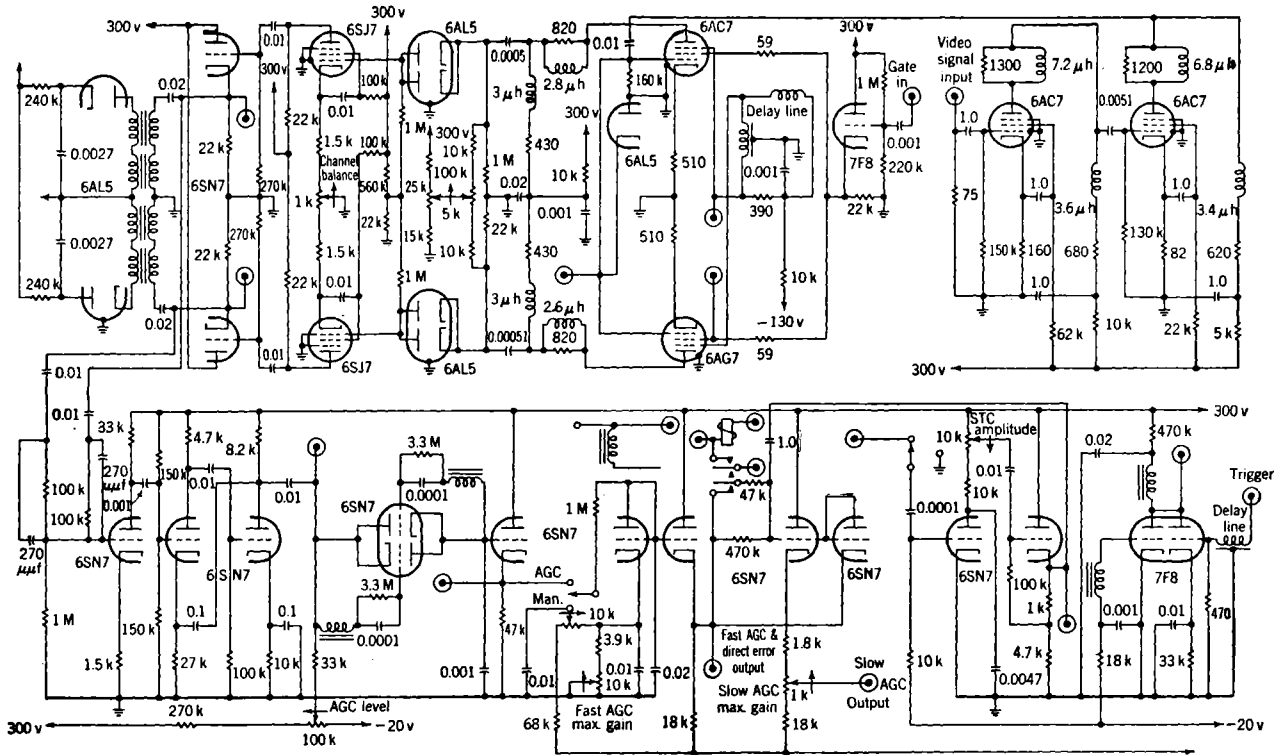 300 v
0.01
6SJ7
300 v
6AL5
0.0005
820
0.01
6AC7
59
300 v
Video signal input
1300
7.2 μh
1200
6.8 μh
240 k
0.02
300 v
100 k
0.01
3 μh
2.8 μh
160 k
1 M
Gate in
1.0
6AC7
0.0051
6AC7
0.0027
22 k
22 k
1.5 k
100 k
1 M
300 v
10 k
100 k
430
300 v
Delay line
6AL5
0.001
7F8
0.001
220 k
6AL5
6SN7
270 k
Channel balance
1 k
560 k
25 k
5 k
1 M
0.02
10 k
510
390
22 k
75
1.0
3.6 μh
1.0
3.4 μh
0.0027
270 k
22 k
15 k
10 k
22 k
0.001
430
510
10 k
150 k
160
680
130 k
82
620
240 k
22 k
1.5 k
22 k
0.01
1 M
3 μh
2.6 μh
-130 v
1.0
1.0
0.02
0.01
6SJ7
6AL5
0.00051
820
6AG7
59
62 k
10 k
22 k
5 k
300 v
0.01
0.01
33 k
4.7 k
8.2 k
3.3 M
1.0
STC amplitude
10 k
0.02
300 v
470 k
270 μμf
0.001
150 k
0.01
0.01
6SN7
0.0001
1 M
47 k
0.0001
0.01
10 k
Trigger
100 k
100 k
Delay line
270 μμf
6SN7
6SN7
6SN7
470 k
6SN7
6SN7
6SN7
100 k
7F8
AGC
Man.
3.3 M
1 M
150 k
0.1
0.1
0.0001
47 k
10 k
3.9 k
Fast AGC & direct error output
1.8 k
1 k
0.001
0.01
470
1.5 k
27 k
100 k
10 k
33 k
0.001
0.01
0.01
10 k
0.02
Slow AGC max. gain
1 k
Slow AGC Output
10 k
0.0047
4.7 k
18 k
33 k
300 v
270 k
AGC level
100 k
-20 v
68 k
Fast AGC max. gain
18 k
18 k
-20 v